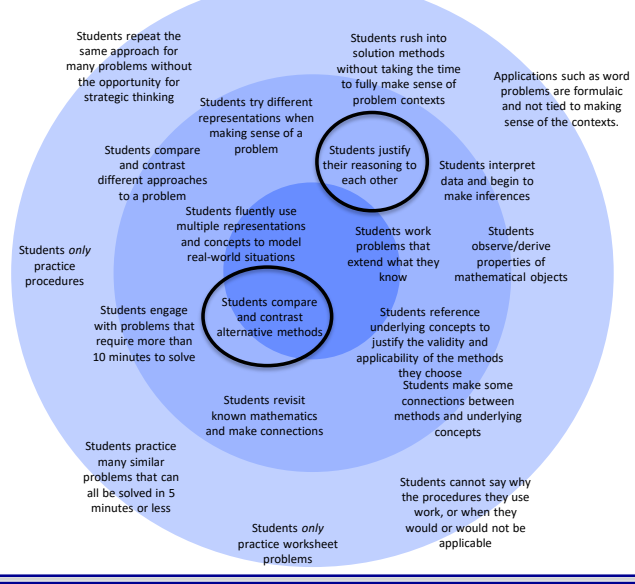 Students repeat the
same approach for
many problems without
the opportunity for
strategic thinking
Students rush into
solution methods
without taking the time
to fully make sense of
problem contexts
Applications such as word
problems are formulaic
and not tied to making
sense of the contexts.
Students try different
representations when
making sense of a
problem
Students compare
and contrast
different approaches
to a problem
Students justify
their reasoning to
each other
Students interpret
data and begin to
make inferences
Students fluently use
multiple representations
and concepts to model
real-world situations
Students work
problems that
extend what they
know
Students
observe/derive
properties of
mathematical objects
Students only
practice
procedures
Students engage
with problems that
require more than
10 minutes to solve
Students compare
and contrast
alternative methods
Students reference
underlying concepts to
justify the validity and
applicability of the methods
they choose
Students make some
connections between
methods and underlying
concepts
Students revisit
known mathematics
and make connections
Students practice
many similar
problems that can
all be solved in 5
minutes or less
Students cannot say why
the procedures they use
work, or when they
would or would not be
applicable
Students only
practice worksheet
problems